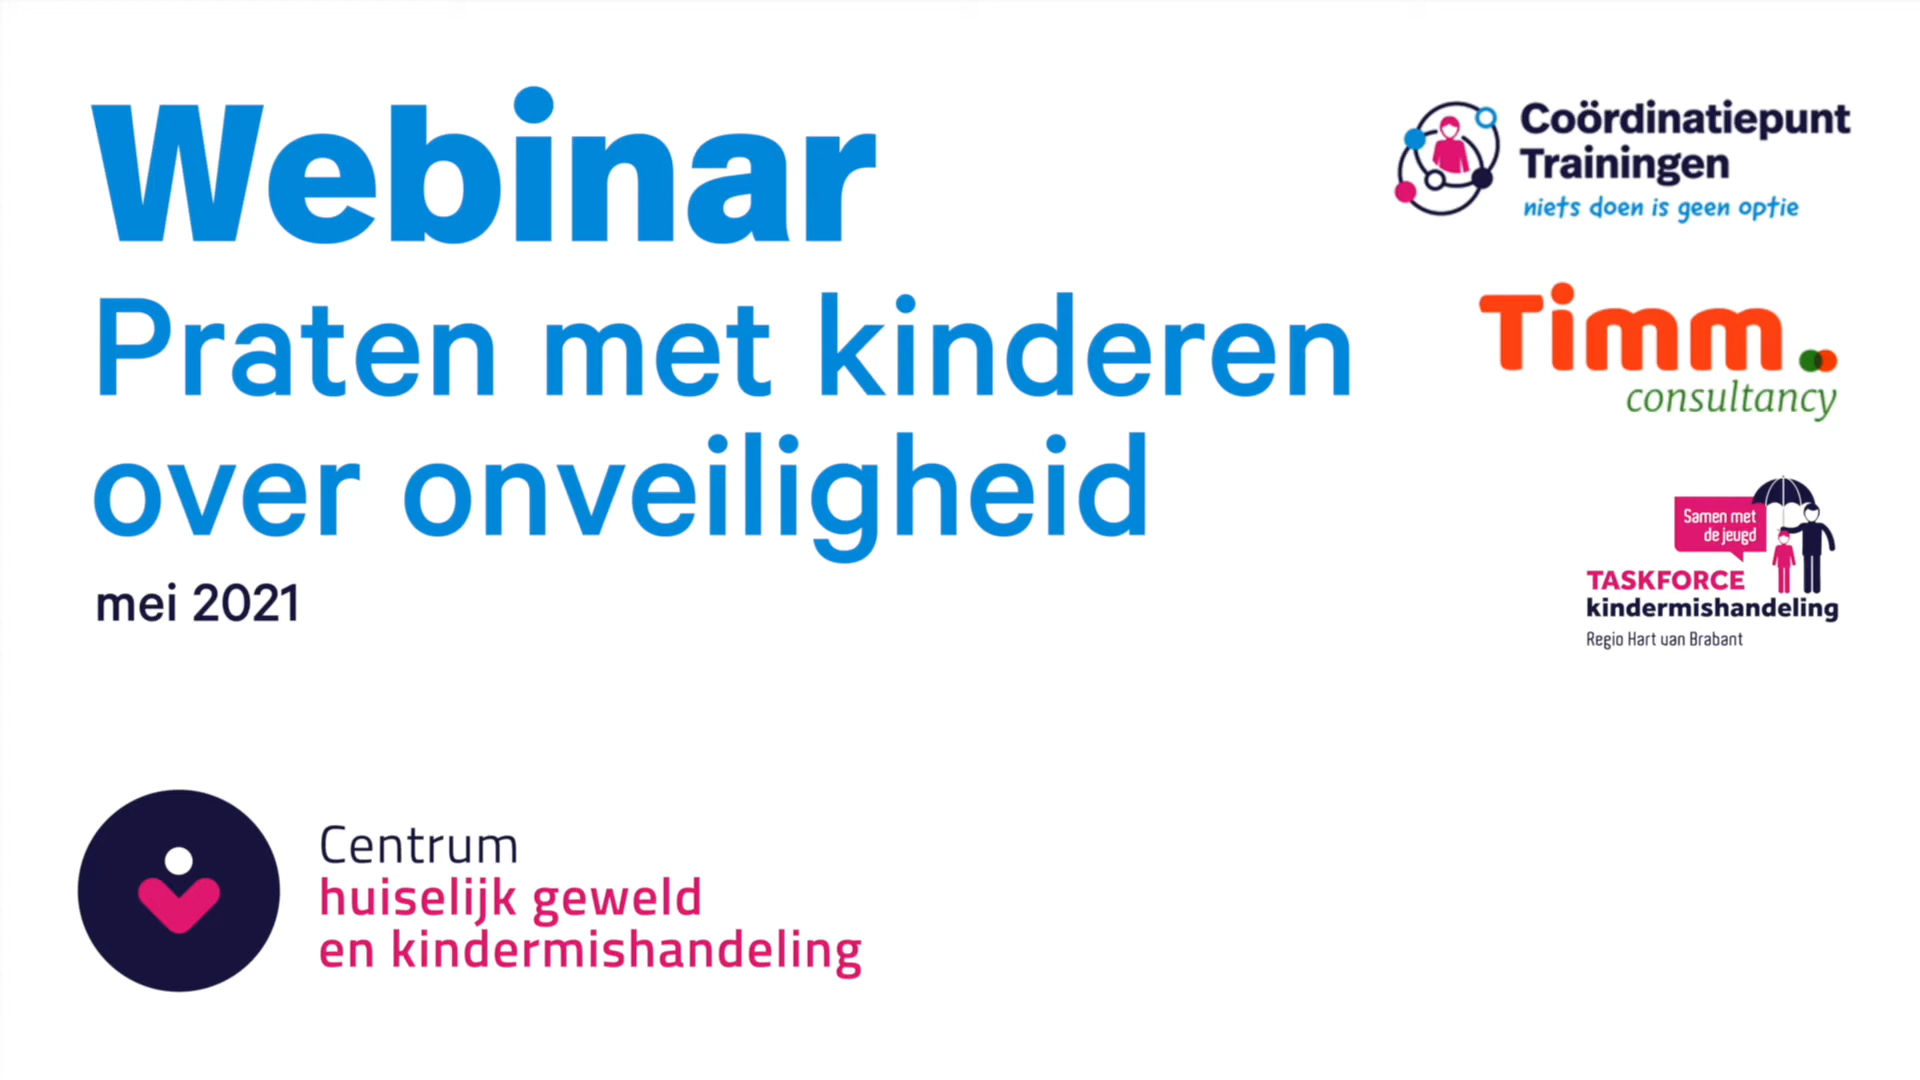 Webinar
Praten met kinderen
over onveiligheid
mei 2021
Coördinatiepunt
Trainingen
niets doen is geen optie
Timm.
consultancy
Samen met
de jeugd
TASKFORCE
kindermishandeling
Regio Hart van Brabant
Centrum
huiselijk geweld
en kindermishandeling